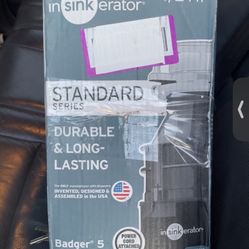 insinkerator®
STANDARD
SERIES
DURABLE
& LONG-
LASTING
INVENTED, DESIGNED &
ASSEMBLED in the USA
insinkerator
Badger® 5
POWER CORD
ATTACHED